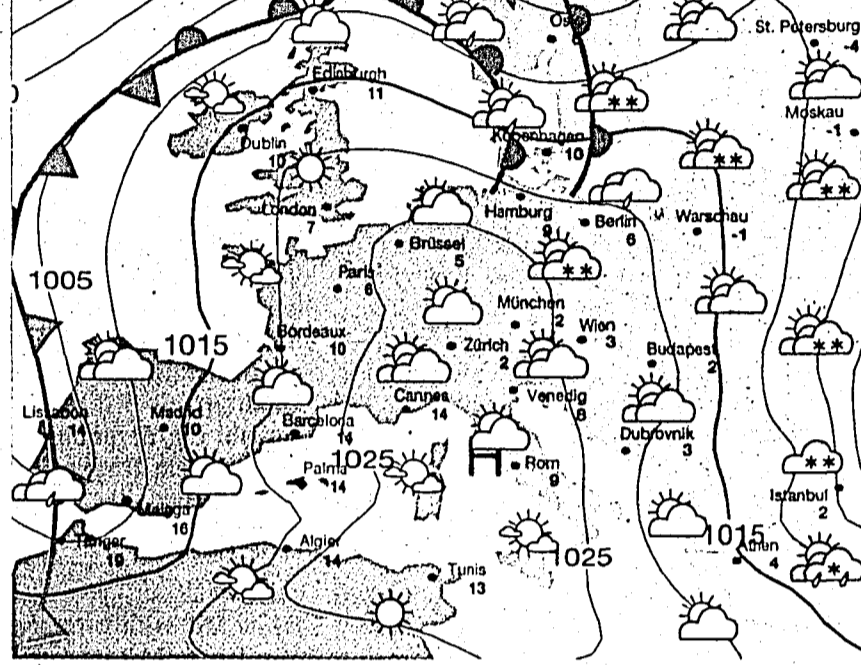 St. Petersburg
-4
Edinburgh
11
Moskau
-1
Dublin
10
Kopenhagen
10
London
7
Hamburg
9
Berlin
6
Warschau
-1
Brüssel
5
1005
Paris
6
München
2
Wien
3
Bordeaux
10
1015
Zürich
2
Budapest
2
Cannes
14
Venedig
8
Lissabon
14
Madrid
10
Barcelona
14
Dubrovnik
3
1025
Palma
14
Rom
9
Istanbul
2
Malaga
16
Tanger
19
Algier
14
1025
1015
Athen
4
Tunis
13